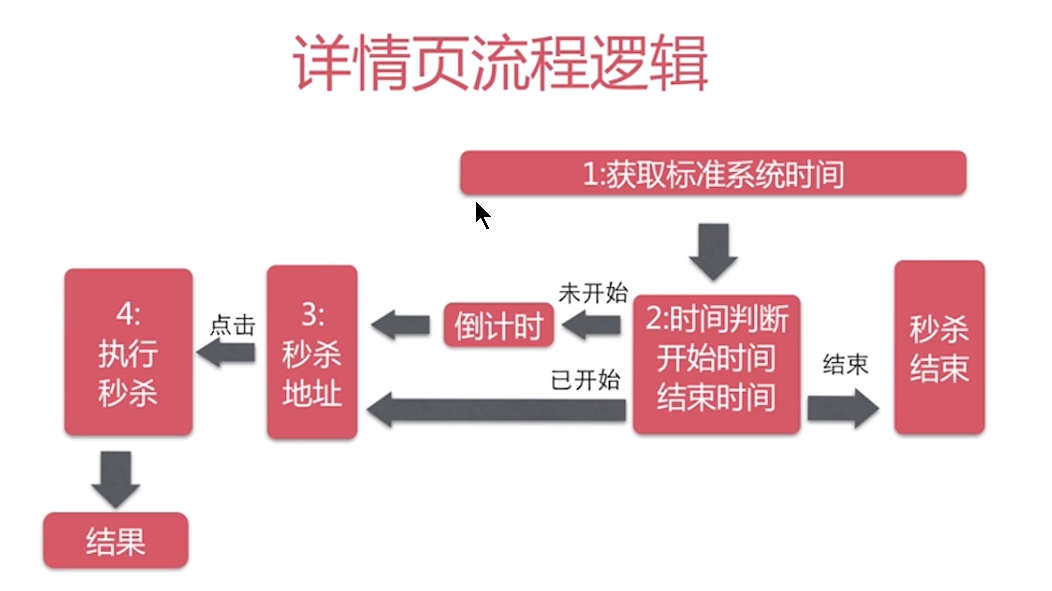 详情页流程逻辑
1:获取标准系统时间
未开始
倒计时
2:时间判断
开始时间
结束时间
已开始
结束
秒杀
结束
3:
秒杀
地址
点击
4:
执行
秒杀
结果